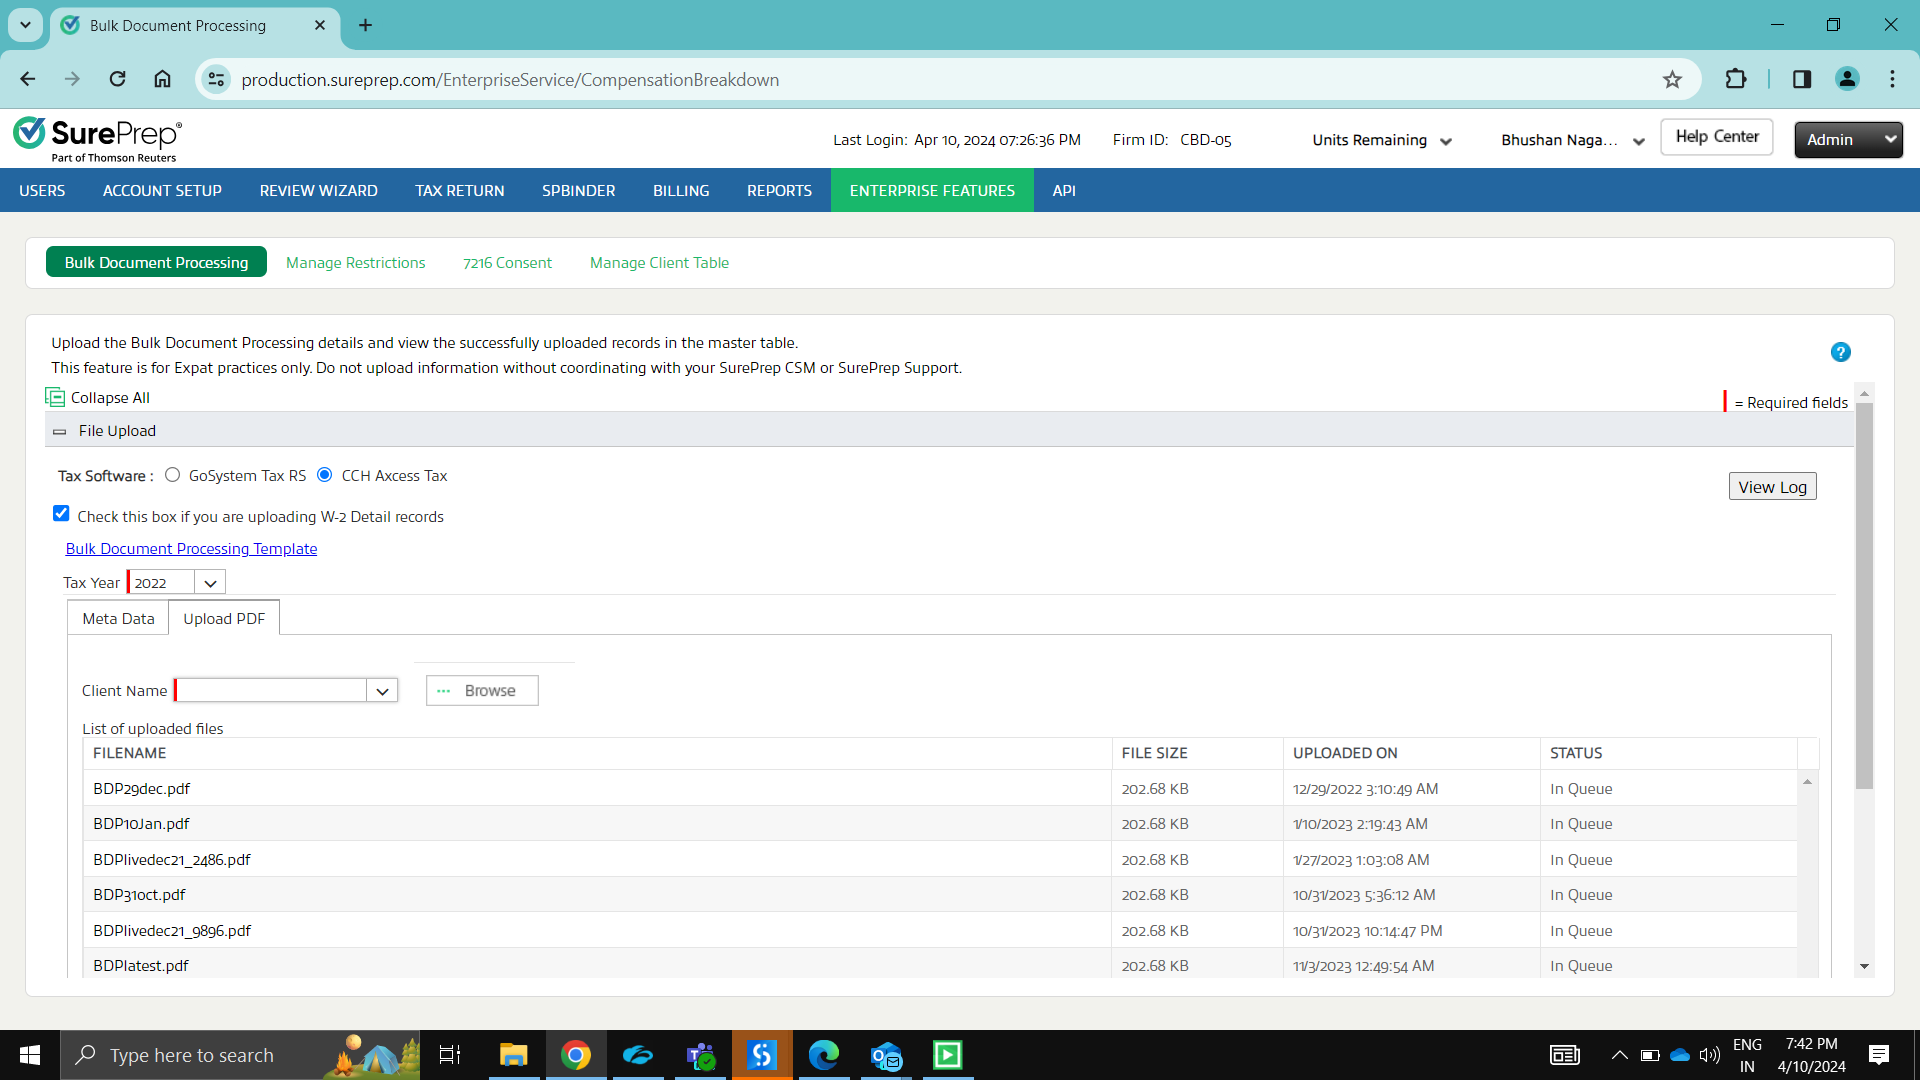 Bulk Document Processing
production.sureprep.com/EnterpriseService/CompensationBreakdown
SurePrep®
Part of Thomson Reuters
Last Login: Apr 10, 2024 07:26:36 PM
Firm ID: CBD-05
Units Remaining
Bhushan Naga...
Help Center
Admin
USERS
ACCOUNT SETUP
REVIEW WIZARD
TAX RETURN
SPBINDER
BILLING
REPORTS
ENTERPRISE FEATURES
API
Bulk Document Processing
Manage Restrictions
7216 Consent
Manage Client Table
Upload the Bulk Document Processing details and view the successfully uploaded records in the master table.
This feature is for Expat practices only. Do not upload information without coordinating with your SurePrep CSM or SurePrep Support.
?
Collapse All
= Required fields
File Upload
Tax Software : GoSystem Tax RS CCH Axcess Tax
View Log
Check this box if you are uploading W-2 Detail records
Bulk Document Processing Template
Tax Year 2022
Meta Data
Upload PDF
Client Name
Browse
List of uploaded files
FILENAME FILE SIZE UPLOADED ON STATUS
BDP29dec.pdf 202.68 KB 12/29/2022 3:10:49 AM In Queue
BDP10Jan.pdf 202.68 KB 1/10/2023 2:19:43 AM In Queue
BDPlivedec21_2486.pdf 202.68 KB 1/27/2023 1:03:08 AM In Queue
BDP31oct.pdf 202.68 KB 10/31/2023 5:36:12 AM In Queue
BDPlivedec21_9896.pdf 202.68 KB 10/31/2023 10:14:47 PM In Queue
BDPlatest.pdf 202.68 KB 11/3/2023 12:49:54 AM In Queue
Type here to search
ENG
IN
7:42 PM
4/10/2024